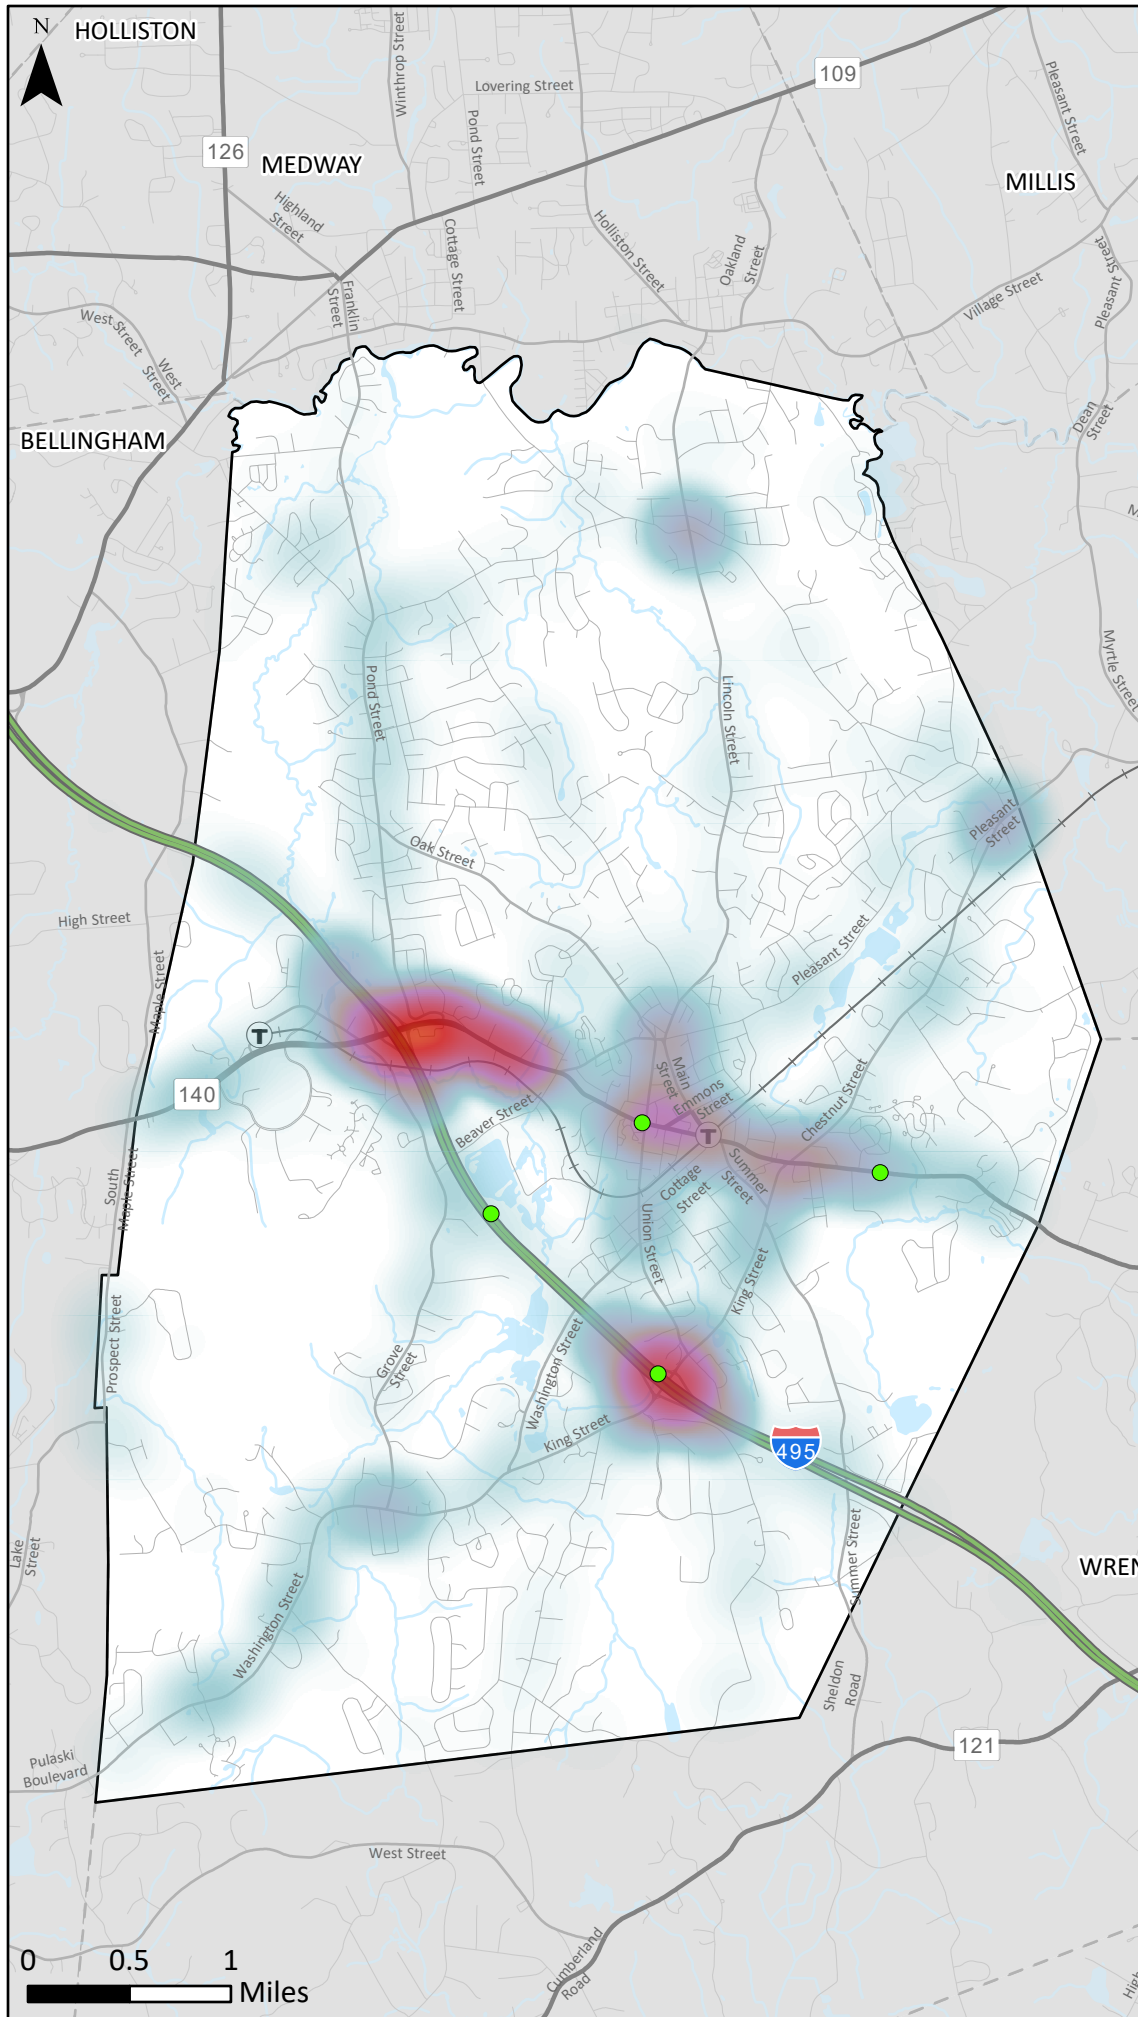 N
HOLLISTON
Winthrop Street
Lovering Street
109
Pleasant Street
126
MEDWAY
Pond Street
MILLIS
Highland
Street
Cottage Street
Holliston Street
Oakland
Street
Pleasant Street
Village Street
Franklin
Street
West Street
West
Street
BELLINGHAM
Dean
Street
Myrtle Street
Pond Street
Lincoln Street
Pleasant
Street
Oak Street
High Street
Pleasant Street
Maple Street
T
140
Main
Street
Emmons
Street
T
Beaver Street
Chestnut Street
South
Maple Street
Cottage
Street
Summer
Street
Union Street
King Street
Prospect Street
Grove
Street
Washington Street
King Street
495
Lake
Street
Summer Street
WREN
Washington Street
Sheldon
Road
121
Pulaski
Boulevard
West Street
Cumberland
Road
0 0.5 1
Miles